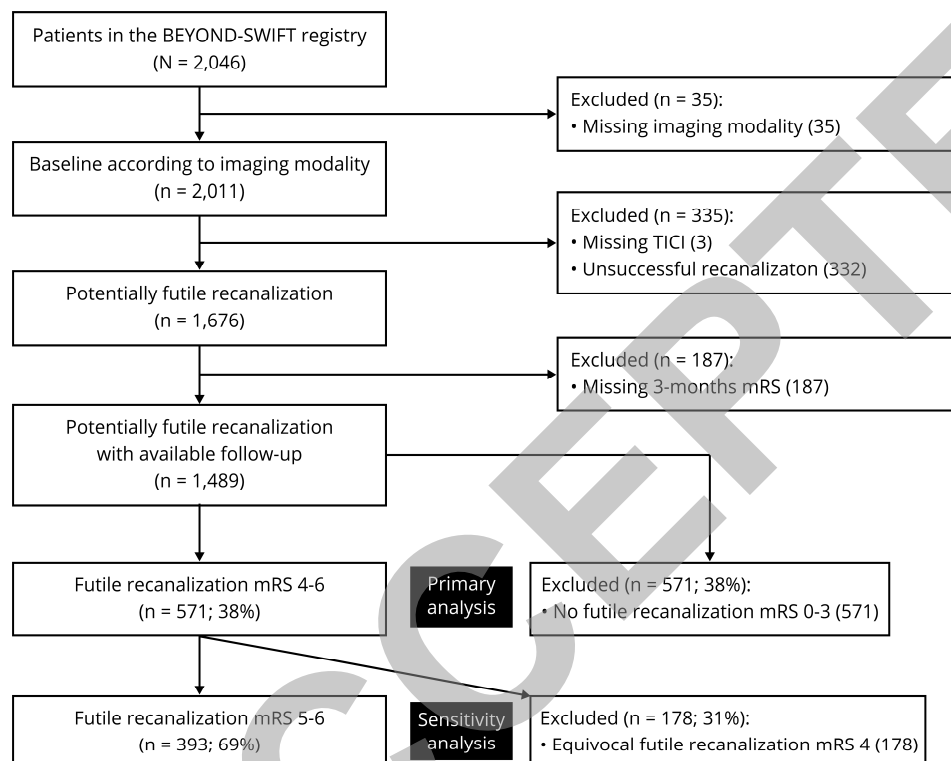 Patients in the BEYOND-SWIFT registry
(N = 2,046)
Excluded (n = 35):
• Missing imaging modality (35)
Baseline according to imaging modality
(n = 2,011)
Excluded (n = 335):
• Missing TICI (3)
• Unsuccessful recanalizaton (332)
Potentially futile recanalization
(n = 1,676)
Excluded (n = 187):
• Missing 3-months mRS (187)
Potentially futile recanalization
with available follow-up
(n = 1,489)
Futile recanalization mRS 4-6
(n = 571; 38%)
Primary
analysis
Excluded (n = 571; 38%):
• No futile recanalization mRS 0-3 (571)
Futile recanalization mRS 5-6
(n = 393; 69%)
Sensitivity
analysis
Excluded (n = 178; 31%):
• Equivocal futile recanalization mRS 4 (178)
CCEPTE